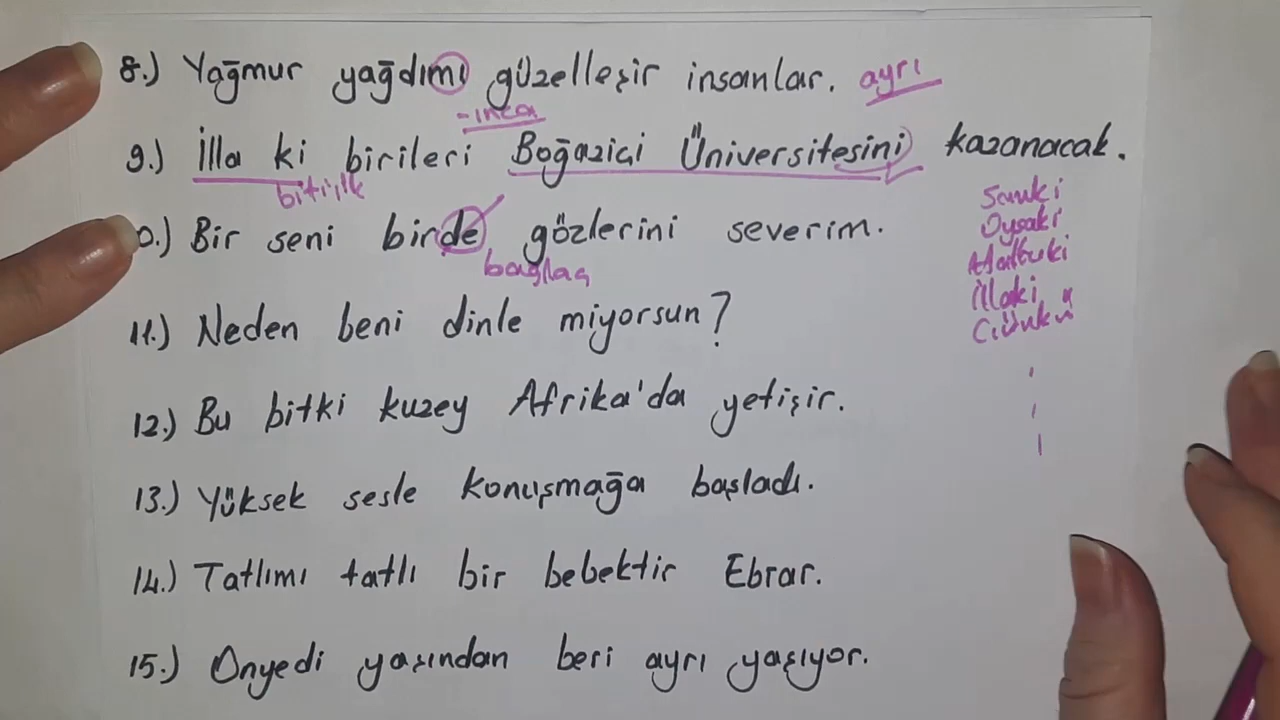 8.) Yağmur yağdımı güzelleşir insanlar. ayrı
-ınca
9.) İlla ki birileri Boğaziçi Üniversitesini kazanacak.
bitişik
Sanki
0.) Bir seni birde gözlerini severim.
Oysaki
bağlaç
Halbuki
İllaki
Çünkü
11.) Neden beni dinle miyorsun?
12.) Bu bitki kuzey Afrika'da yetişir.
13.) Yüksek sesle konuşmağa başladı.
14.) Tatlımı tatlı bir bebektir Ebrar.
15.) Onyedi yaşından beri ayrı yaşıyor.